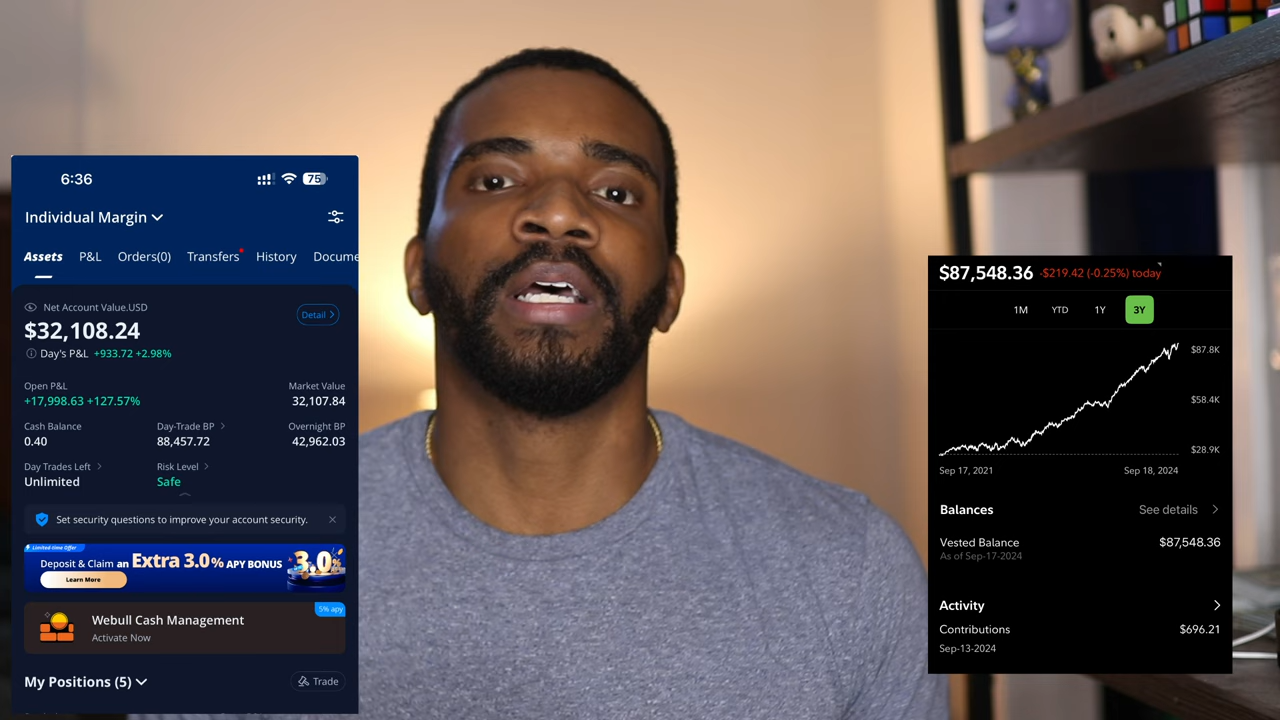 6:36
75
Individual Margin
Assets P&L Orders(0) Transfers History Docume
Net Account Value.USD
$32,108.24
Detail
Day's P&L +933.72 +2.98%
Open P&L Market Value
+17,998.63 +127.57% 32,107.84
Cash Balance Day-Trade BP Overnight BP
0.40 88,457.72 42,962.03
Day Trades Left Risk Level
Unlimited Safe
Set security questions to improve your account security.
Limited-time Offer
Deposit & Claim an Extra 3.0% APY BONUS
3.0%
Learn More
5% apy
Webull Cash Management
Activate Now
My Positions (5) Trade
$87,548.36 -$219.42 (-0.25%) today
1M YTD 1Y 3Y
$87.8K
$58.4K
$28.9K
Sep 17, 2021 Sep 18, 2024
Balances See details
Vested Balance $87,548.36
As of Sep-17-2024
Activity
Contributions $696.21
Sep-13-2024